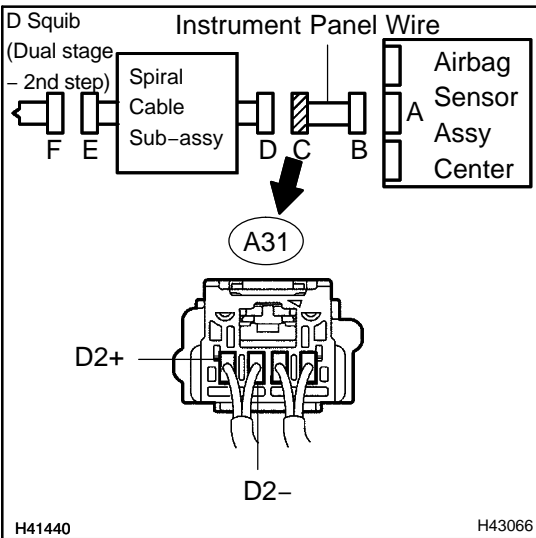 D Squib
(Dual stage
– 2nd step)
Instrument Panel Wire
Spiral
Cable
Sub–assy
Airbag
Sensor
Assy
Center
F
E
D
C
B
A
A31
D2+
D2–
H41440
H43066